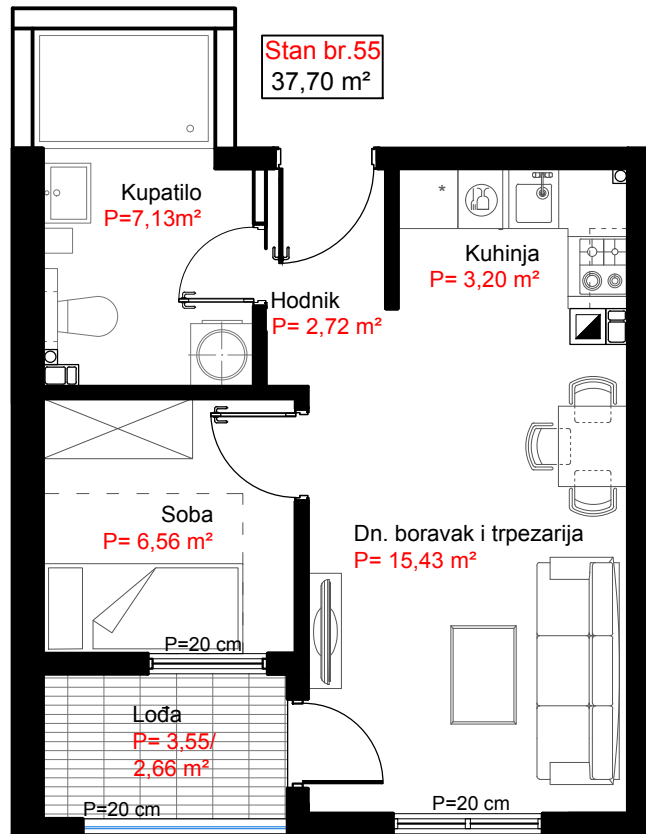 Stan br.55
37,70 m²
Kupatilo
P=7,13m²
Kuhinja
P= 3,20 m²
*
Hodnik
P= 2,72 m²
Soba
P= 6,56 m²
Dn. boravak i trpezarija
P= 15,43 m²
P=20 cm
Lođa
P= 3,55/
2,66 m²
P=20 cm
P=20 cm